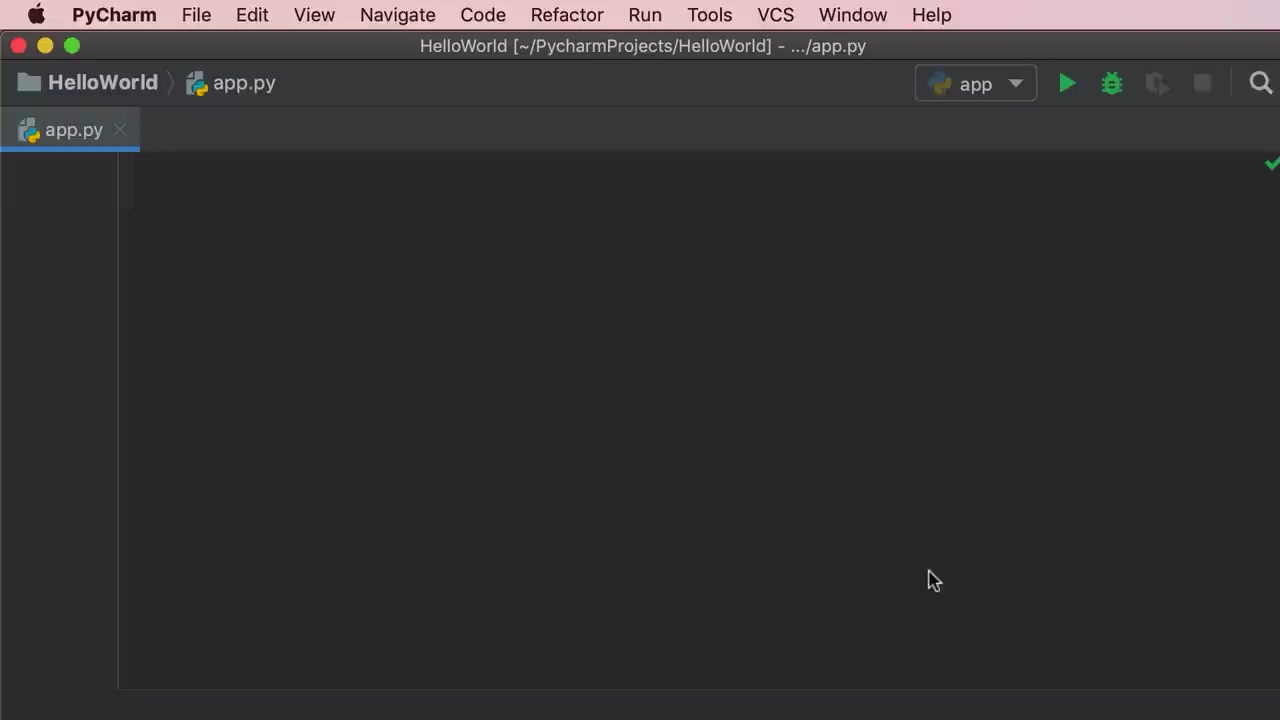 PyCharm File Edit View Navigate Code Refactor Run Tools VCS Window Help
HelloWorld [~/PycharmProjects/HelloWorld] - .../app.py
HelloWorld app.py app
app.py